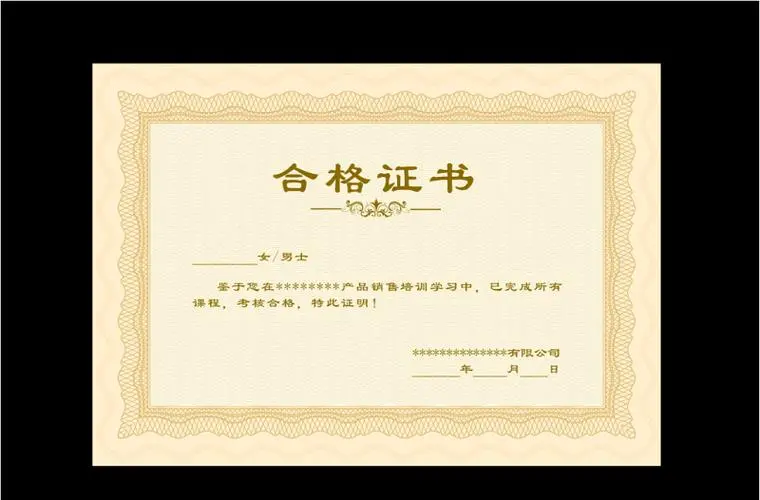 合格证书
________女/男士
鉴于您在********产品销售培训学习中，已完成所有
课程，考核合格，特此证明！
**************有限公司
______年____月___日